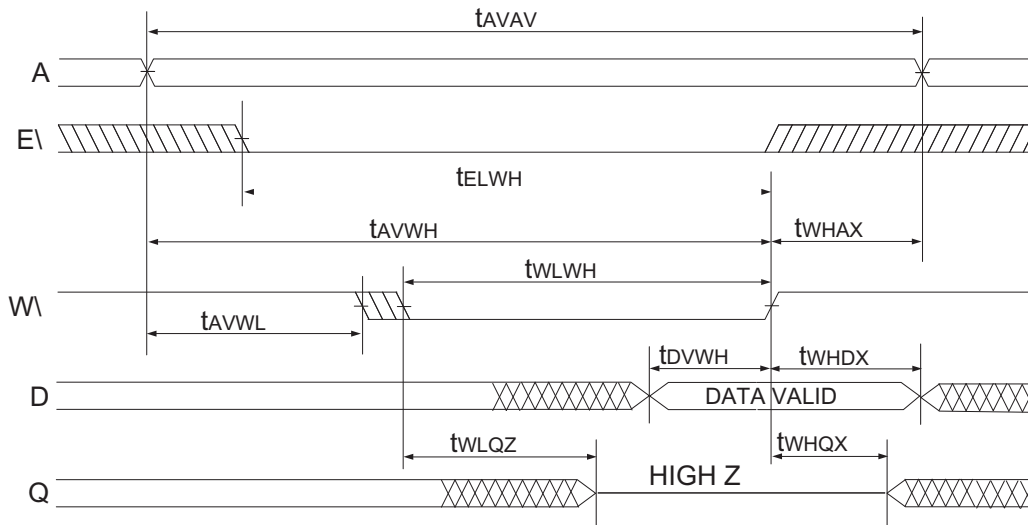 tAVAV
A
E\
tELWH
tAVWH
tWHAX
tWLWH
W\
tAVWL
tDVWH
tWHDX
D
DATA VALID
tWLQZ
tWHQX
HIGH Z
Q